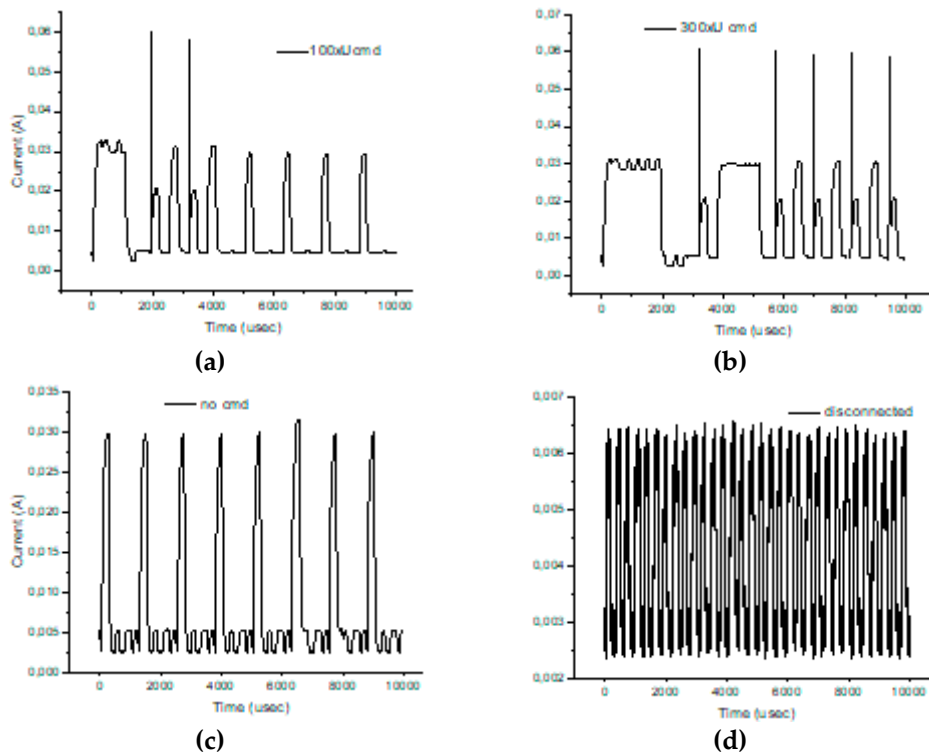 0,06
0,05
0,04
0,03
0,02
0,01
0,00
Current (A)
100xUcmd
0 2000 4000 6000 8000 10000
Time (usec)
(a)
0,07
0,06
0,05
0,04
0,03
0,02
0,01
0,00
300xU cmd
0 2000 4000 6000 8000 10000
Time (usec)
(b)
0,035
0,030
0,025
0,020
0,015
0,010
0,005
0,000
Current (A)
no cmd
0 2000 4000 6000 8000 10000
Time (usec)
(c)
0,007
0,006
0,005
0,004
0,003
0,002
disconnected
0 2000 4000 6000 8000 10000
Time (usec)
(d)